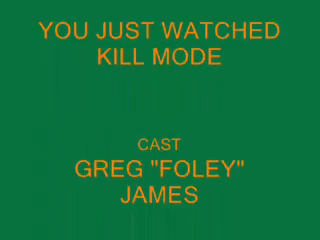 YOU JUST WATCHED
KILL MODE
CAST
GREG "FOLEY"
JAMES